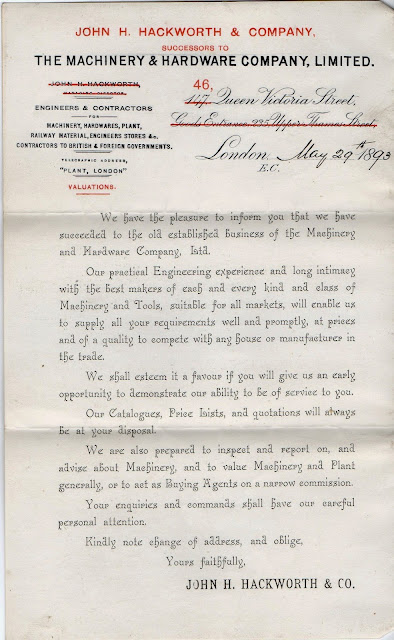 JOHN H. HACKWORTH & COMPANY,
SUCCESSORS TO
THE MACHINERY & HARDWARE COMPANY, LIMITED.
JOHN H. HACKWORTH,
MANAGING DIRECTOR.
ENGINEERS & CONTRACTORS
FOR
MACHINERY, HARDWARES, PLANT,
RAILWAY MATERIAL, ENGINEERS STORES &c.
CONTRACTORS TO BRITISH & FOREIGN GOVERNMENTS.
TELEGRAPHIC ADDRESS,
"PLANT, LONDON"
VALUATIONS.
46,
147, Queen Victoria Street,
Goods Entrance, 235 Upper Thames Street,
London, May 29th 1893
E.C.
We have the pleasure to inform you that we have
succeeded to the old established business of the Machinery
and Hardware Company, Ltd.
Our practical Engineering experience and long intimacy
with the best makers of each and every kind and class of
Machinery and Tools, suitable for all markets, will enable us
to supply all your requirements well and promptly, at prices
and of a quality to compete with any house or manufacturer in
the trade.
We shall esteem it a favour if you will give us an early
opportunity to demonstrate our ability to be of service to you.
Our Catalogues, Price Lists, and quotations will always
be at your disposal.
We are also prepared to inspect and report on, and
advise about Machinery, and to value Machinery and Plant
generally, or to act as Buying Agents on a narrow commission.
Your enquiries and commands shall have our careful
personal attention.
Kindly note change of address, and oblige,
Yours faithfully,
JOHN H. HACKWORTH & CO.